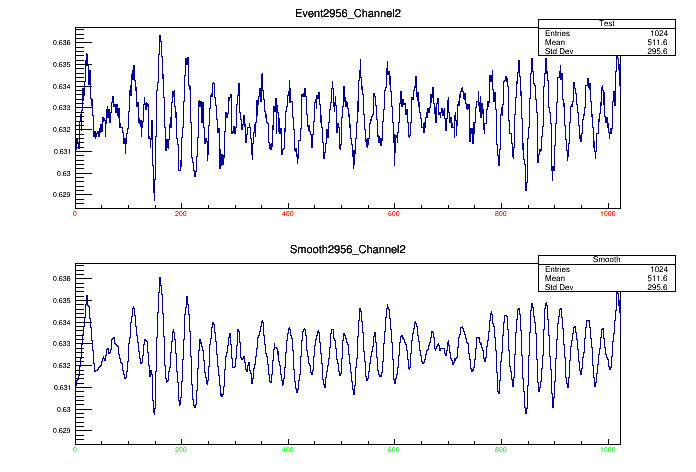 Event2956_Channel2
Test
Entries 1024
Mean 511.6
Std Dev 295.6
0.636
0.635
0.634
0.633
0.632
0.631
0.63
0.629
0 200 400 600 800 1000
Smooth2956_Channel2
Smooth
Entries 1024
Mean 511.6
Std Dev 295.6
0.636
0.635
0.634
0.633
0.632
0.631
0.63
0.629
0 200 400 600 800 1000